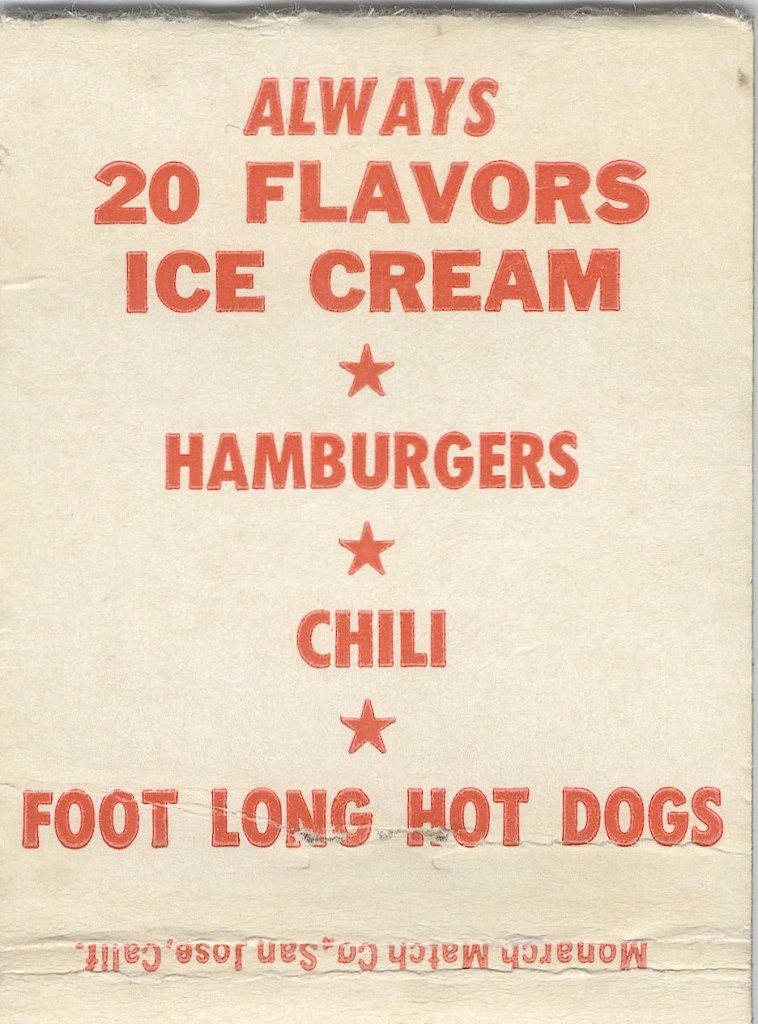 ALWAYS
20 FLAVORS
ICE CREAM
HAMBURGERS
CHILI
FOOT LONG HOT DOGS
Monarch Match Co., San Jose, Calif.